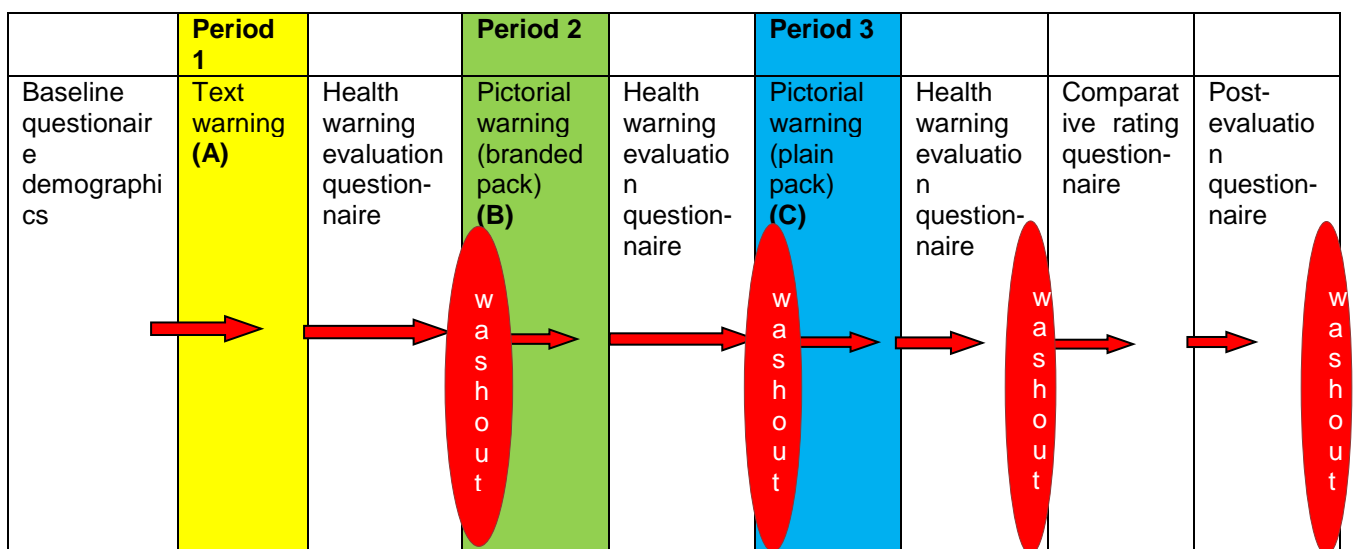 Period
1
Period 2
Period 3
Baseline
questionair
e
demographi
cs
Text
warning
(A)
Health
warning
evaluation
question-
naire
Pictorial
warning
(branded
pack)
(B)
Health
warning
evaluatio
n
question-
naire
Pictorial
warning
(plain
pack)
(C)
Health
warning
evaluatio
n
question-
naire
Comparat
ive rating
question-
naire
Post-
evaluatio
n
question-
naire
w
a
s
h
o
u
t
w
a
s
h
o
u
t
w
a
s
h
o
u
t
w
a
s
h
o
u
t